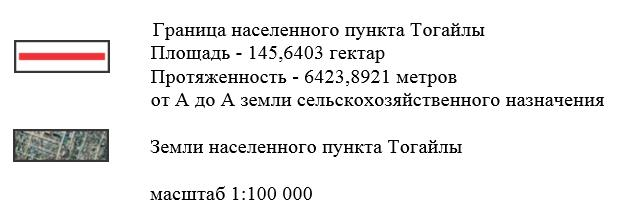 Граница населенного пункта Тогайлы
Площадь - 145,6403 гектар
Протяженность - 6423,8921 метров
от А до А земли сельскохозяйственного назначения
Земли населенного пункта Тогайлы
масштаб 1:100 000